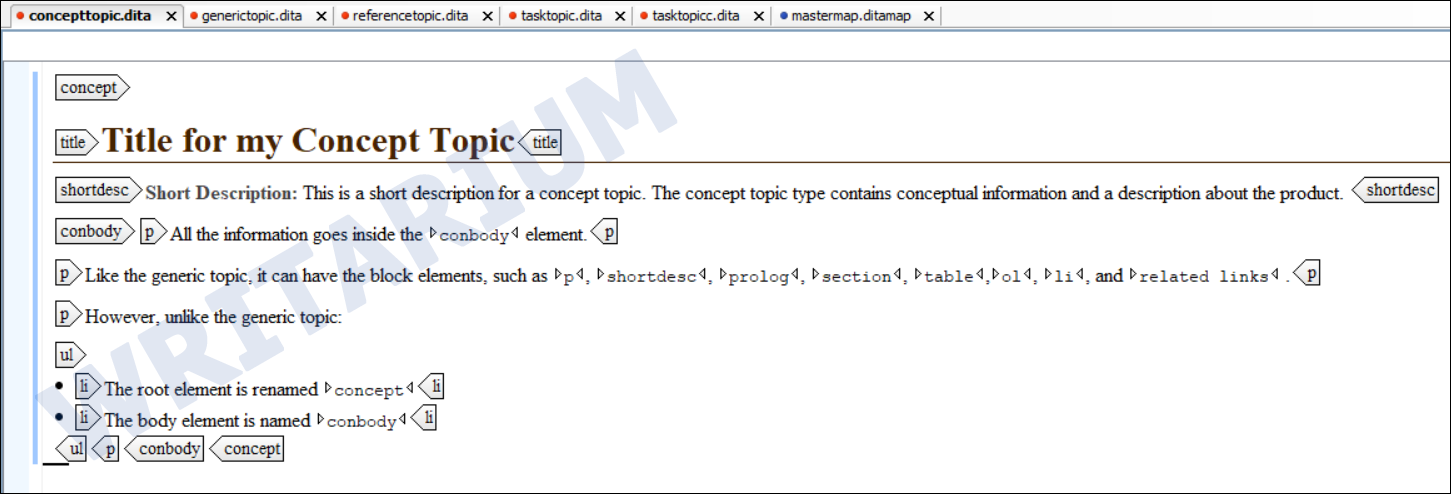 concepttopic.dita generictopic.dita referencetopic.dita tasktopic.dita tasktopicc.dita mastermap.ditamap
concept
title Title for my Concept Topic title
shortdesc Short Description: This is a short description for a concept topic. The concept topic type contains conceptual information and a description about the product. shortdesc
conbody p All the information goes inside the conbody element. p
p Like the generic topic, it can have the block elements, such as p, shortdesc, prolog, section, table, ol, li, and related links . p
p However, unlike the generic topic:
ul
• li The root element is renamed concept li
• li The body element is named conbody li
ul p conbody concept
WRITARIUM